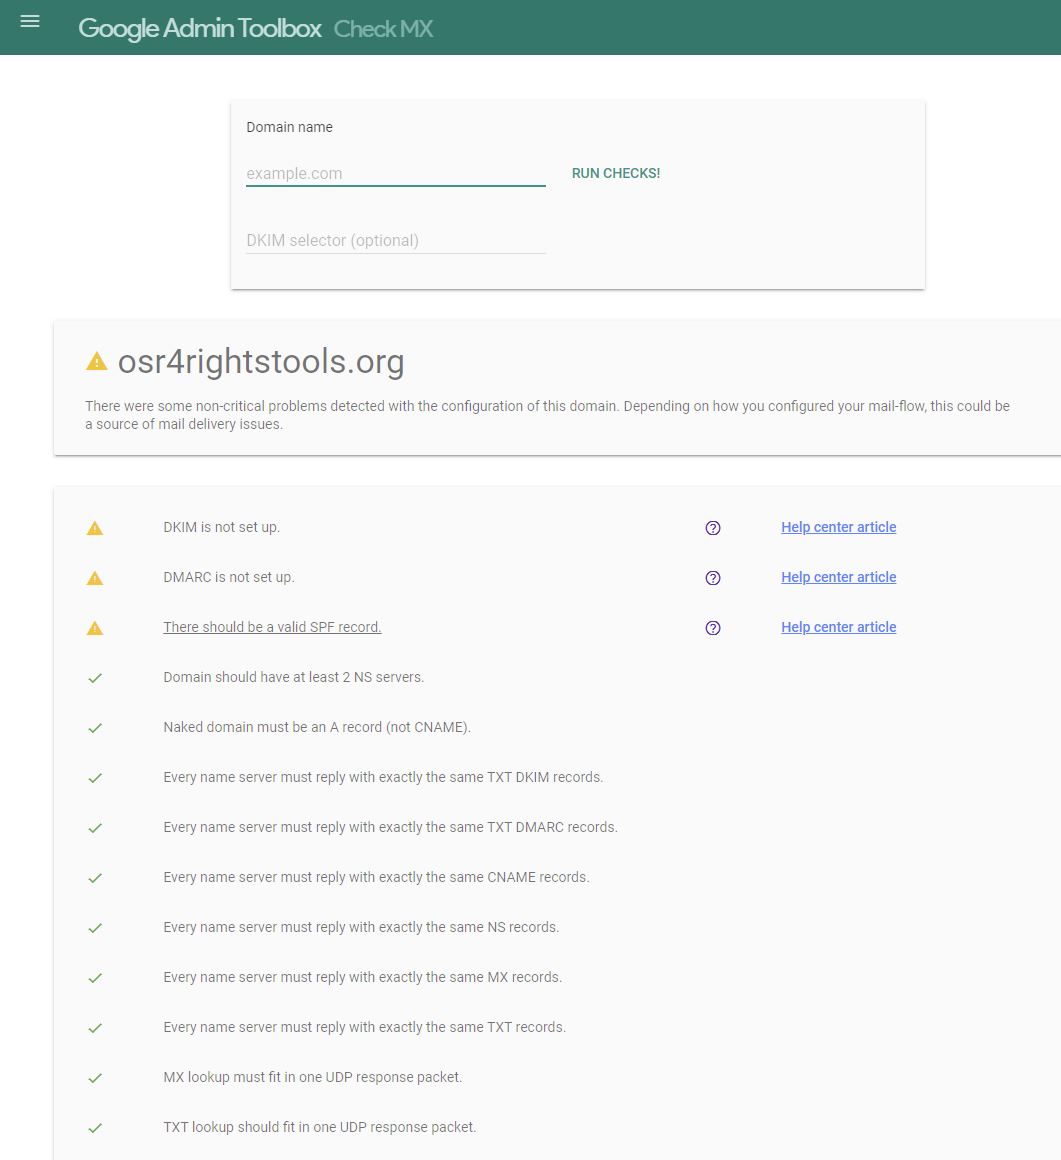 Google Admin Toolbox Check MX
Domain name
example.com
RUN CHECKS!
DKIM selector (optional)
osr4rightstools.org
There were some non-critical problems detected with the configuration of this domain. Depending on how you configured your mail-flow, this could be
a source of mail delivery issues.
DKIM is not set up. Help center article
DMARC is not set up. Help center article
There should be a valid SPF record. Help center article
Domain should have at least 2 NS servers.
Naked domain must be an A record (not CNAME).
Every name server must reply with exactly the same TXT DKIM records.
Every name server must reply with exactly the same TXT DMARC records.
Every name server must reply with exactly the same CNAME records.
Every name server must reply with exactly the same NS records.
Every name server must reply with exactly the same MX records.
Every name server must reply with exactly the same TXT records.
MX lookup must fit in one UDP response packet.
TXT lookup should fit in one UDP response packet.